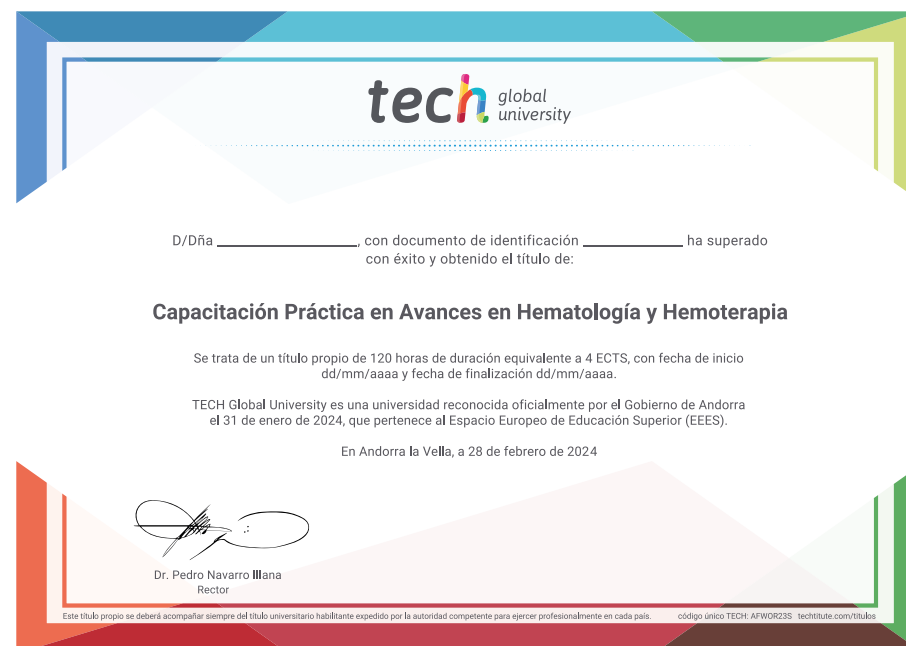 tech global
university
D/Dña ____________, con documento de identificación ____________ ha superado
con éxito y obtenido el título de:
Capacitación Práctica en Avances en Hematología y Hemoterapia
Se trata de un título propio de 120 horas de duración equivalente a 4 ECTS, con fecha de inicio
dd/mm/aaaa y fecha de finalización dd/mm/aaaa.
TECH Global University es una universidad reconocida oficialmente por el Gobierno de Andorra
el 31 de enero de 2024, que pertenece al Espacio Europeo de Educación Superior (EEES).
En Andorra la Vella, a 28 de febrero de 2024
Dr. Pedro Navarro Illana
Rector
Este título propio se deberá acompañar siempre del título universitario habilitante expedido por la autoridad competente para ejercer profesionalmente en cada país. código único TECH: AFWOR23S techtitute.com/titulos